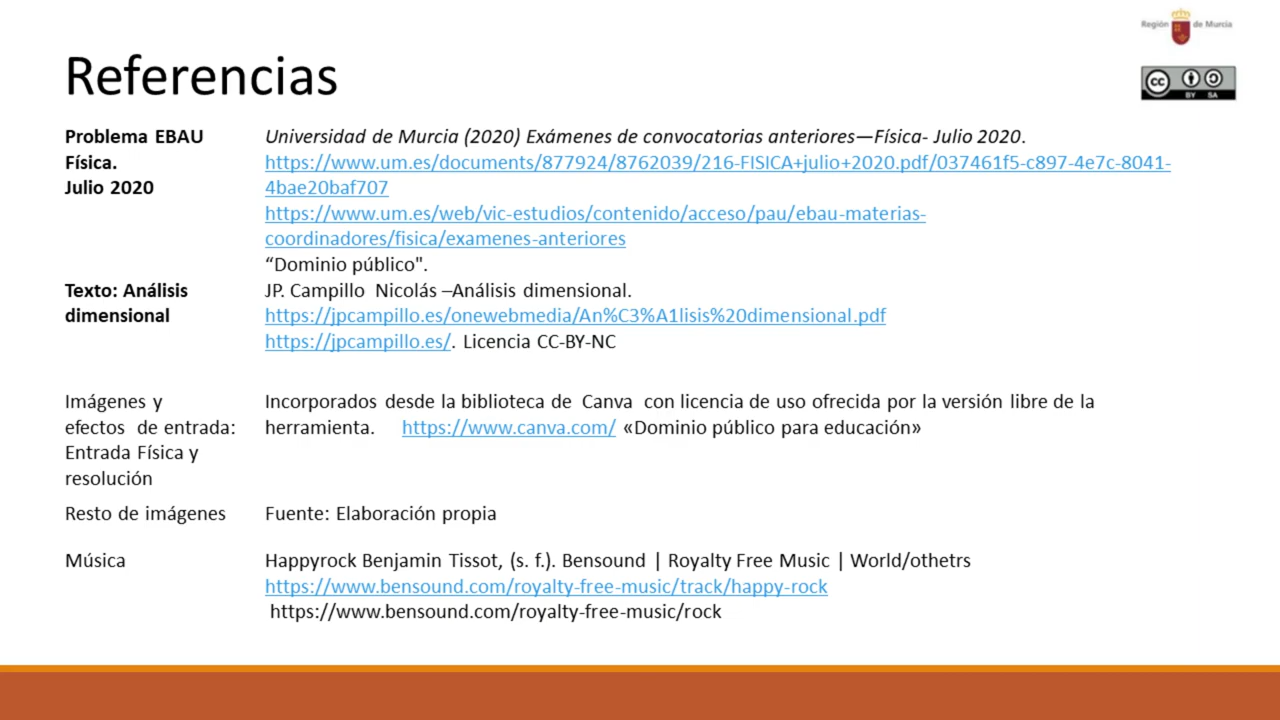 Región de Murcia
Referencias
CC BY SA
Problema EBAU
Física.
Julio 2020
Universidad de Murcia (2020) Exámenes de convocatorias anteriores—Física- Julio 2020.
https://www.um.es/documents/877924/8762039/216-FISICA+julio+2020.pdf/037461f5-c897-4e7c-8041-
4bae20baf707
https://www.um.es/web/vic-estudios/contenido/acceso/pau/ebau-materias-
coordinadores/fisica/examenes-anteriores
“Dominio público".
Texto: Análisis
dimensional
JP. Campillo Nicolás –Análisis dimensional.
https://jpcampillo.es/onewebmedia/An%C3%A1lisis%20dimensional.pdf
https://jpcampillo.es/. Licencia CC-BY-NC
Imágenes y
efectos de entrada:
Entrada Física y
resolución
Incorporados desde la biblioteca de Canva con licencia de uso ofrecida por la versión libre de la
herramienta. https://www.canva.com/ «Dominio público para educación»
Resto de imágenes
Fuente: Elaboración propia
Música
Happyrock Benjamin Tissot, (s. f.). Bensound | Royalty Free Music | World/othetrs
https://www.bensound.com/royalty-free-music/track/happy-rock
https://www.bensound.com/royalty-free-music/rock